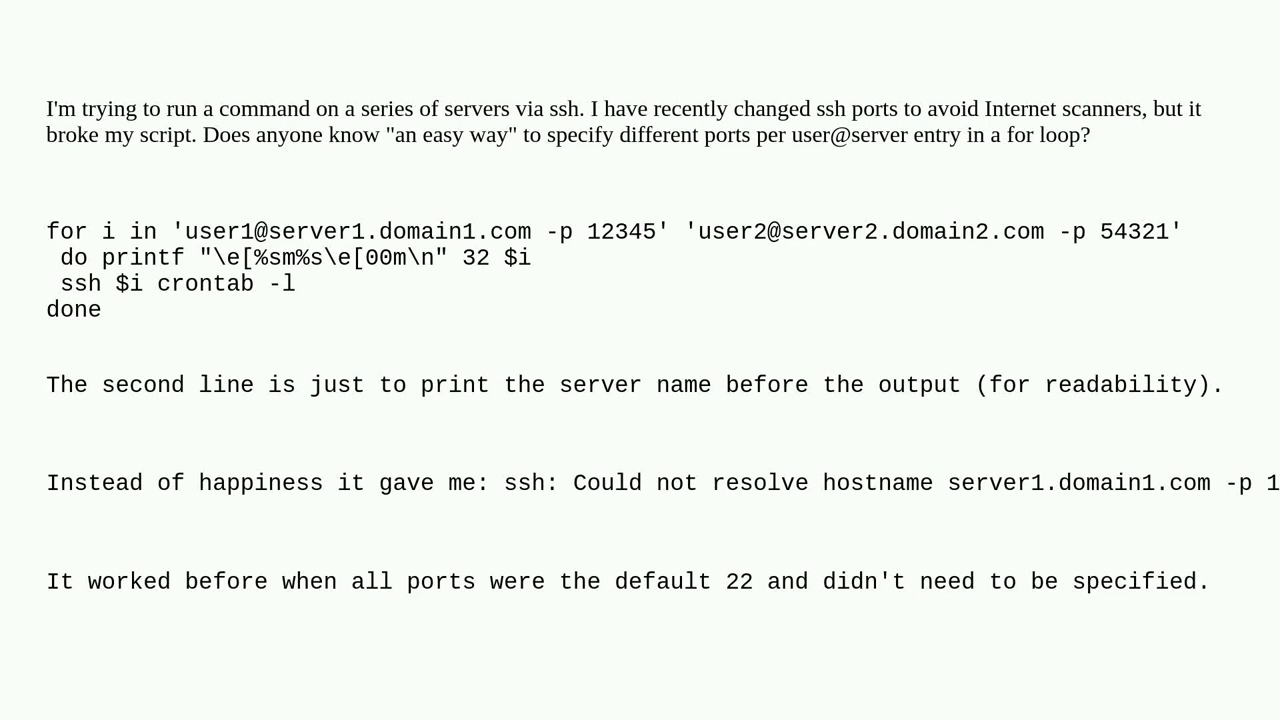 I'm trying to run a command on a series of servers via ssh. I have recently changed ssh ports to avoid Internet scanners, but it
broke my script. Does anyone know "an easy way" to specify different ports per user@server entry in a for loop?
for i in 'user1@server1.domain1.com -p 12345' 'user2@server2.domain2.com -p 54321'
 do printf "\e[%sm%s\e[00m\n" 32 $i
 ssh $i crontab -l
done
The second line is just to print the server name before the output (for readability).
Instead of happiness it gave me: ssh: Could not resolve hostname server1.domain1.com -p 1
It worked before when all ports were the default 22 and didn't need to be specified.